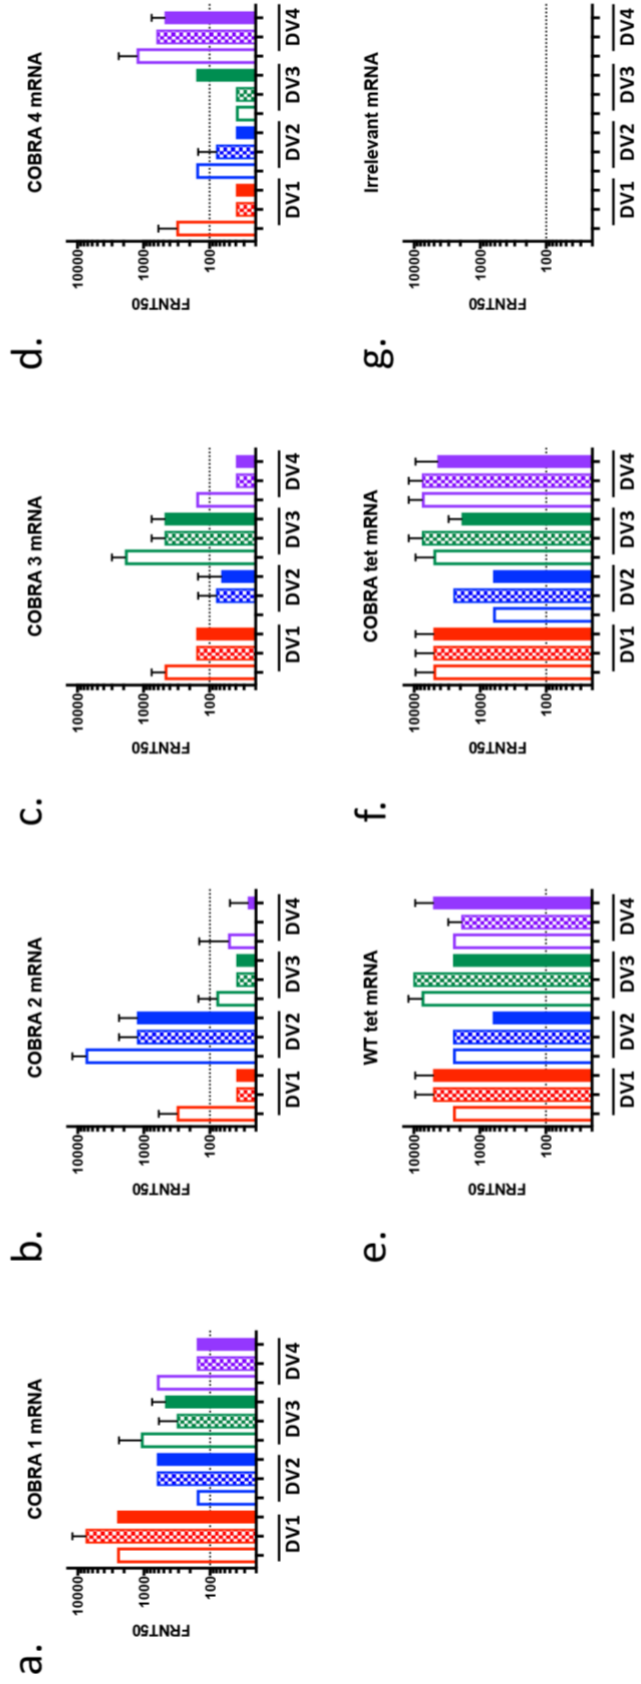 a.
COBRA 1 mRNA
FRNT50
10000
1000
100
DV1 DV2 DV3 DV4
b.
COBRA 2 mRNA
FRNT50
10000
1000
100
DV1 DV2 DV3 DV4
c.
COBRA 3 mRNA
FRNT50
10000
1000
100
DV1 DV2 DV3 DV4
d.
COBRA 4 mRNA
FRNT50
10000
1000
100
DV1 DV2 DV3 DV4
e.
WT tet mRNA
FRNT50
10000
1000
100
DV1 DV2 DV3 DV4
f.
COBRA tet mRNA
FRNT50
10000
1000
100
DV1 DV2 DV3 DV4
g.
Irrelevant mRNA
FRNT50
10000
1000
100
DV1 DV2 DV3 DV4